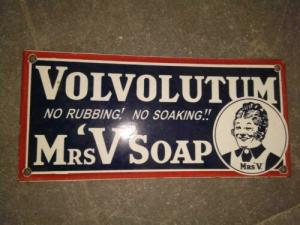 VOLVOLUTUM
NO RUBBING! NO SOAKING!!
MRS 'V' SOAP
MRS 'V'.